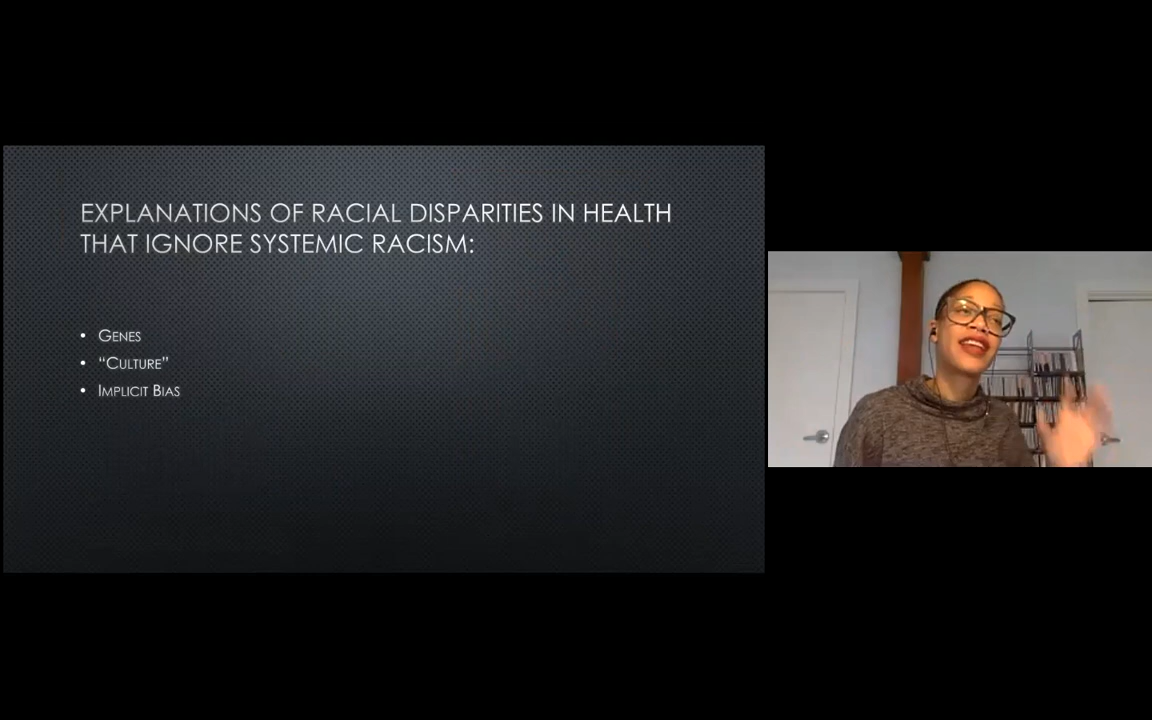 EXPLANATIONS OF RACIAL DISPARITIES IN HEALTH
THAT IGNORE SYSTEMIC RACISM:
• GENES
• “CULTURE”
• IMPLICIT BIAS